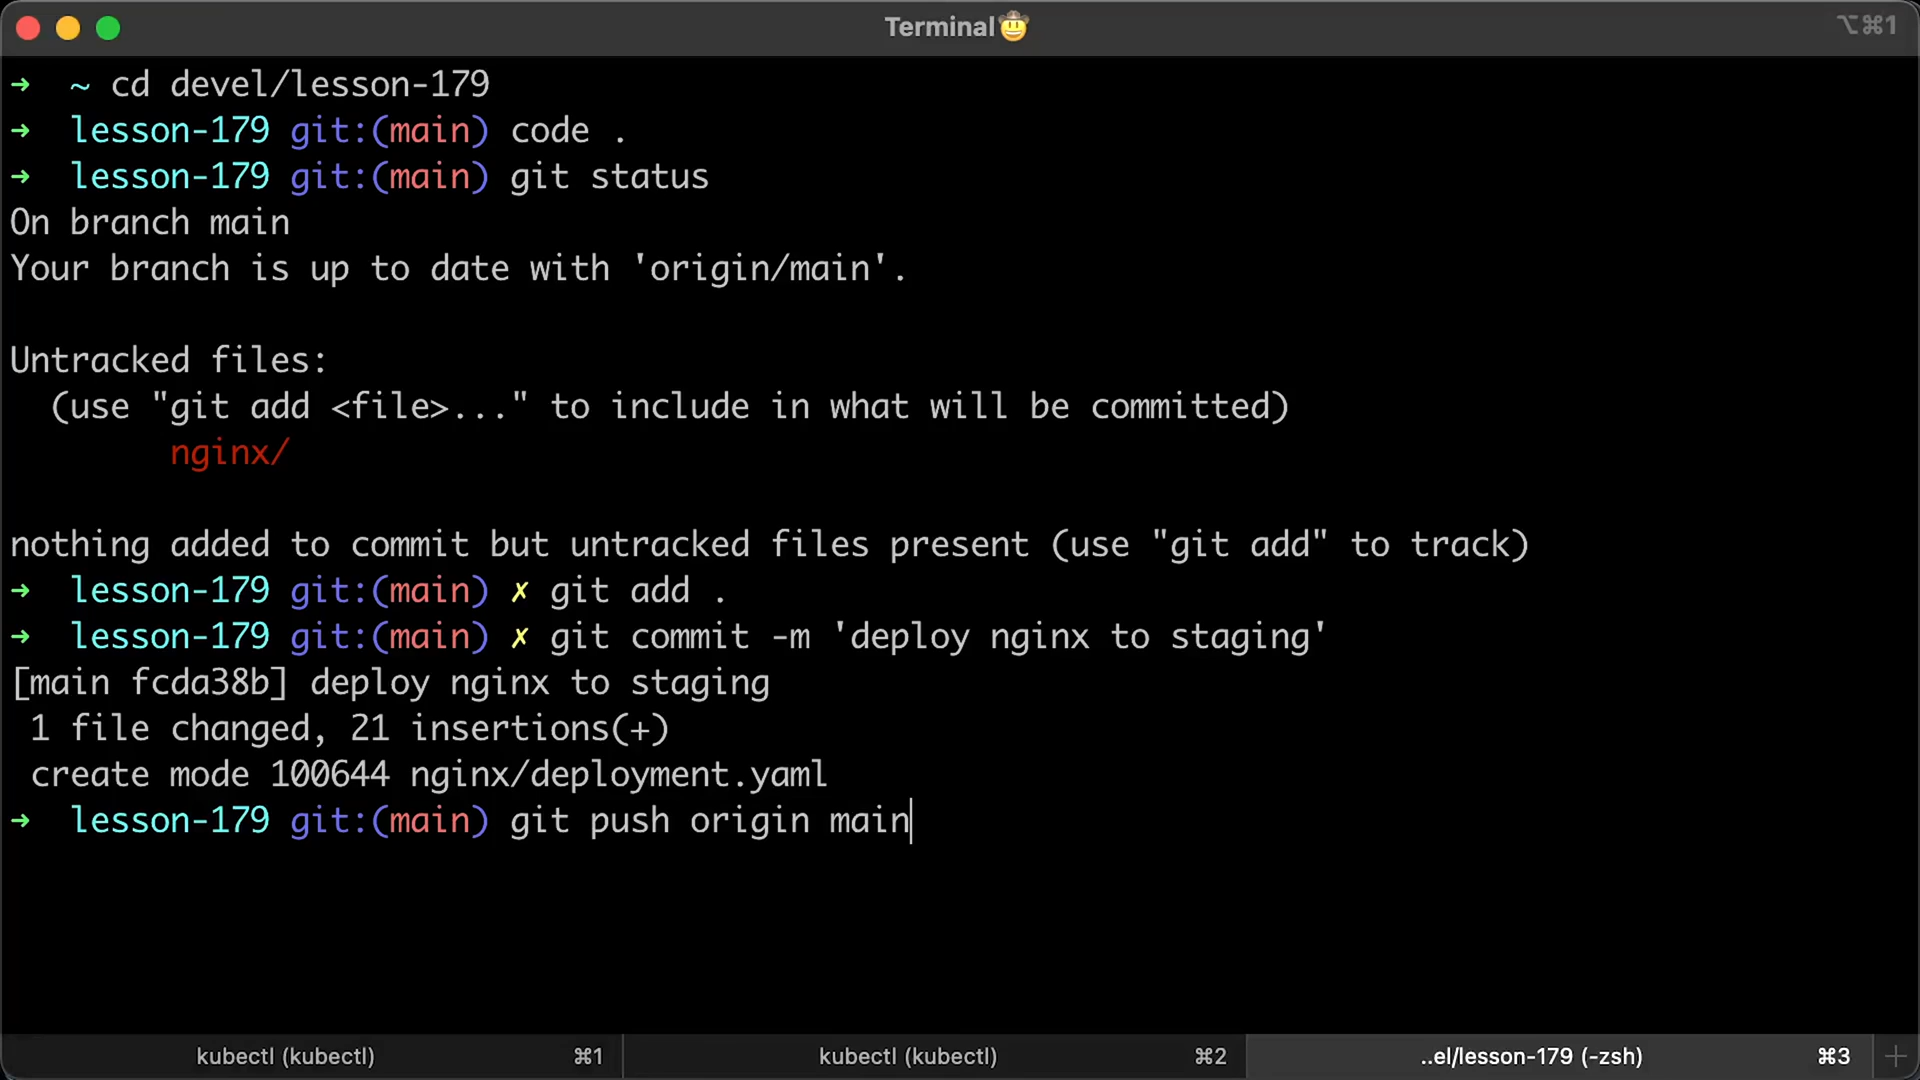 Terminal🤠
⌥⌘1
➜  ~ cd devel/lesson-179
➜  lesson-179 git:(main) code .
➜  lesson-179 git:(main) git status
On branch main
Your branch is up to date with 'origin/main'.
Untracked files:
  (use "git add <file>..." to include in what will be committed)
        nginx/
nothing added to commit but untracked files present (use "git add" to track)
➜  lesson-179 git:(main) ✗ git add .
➜  lesson-179 git:(main) ✗ git commit -m 'deploy nginx to staging'
[main fcda38b] deploy nginx to staging
 1 file changed, 21 insertions(+)
 create mode 100644 nginx/deployment.yaml
➜  lesson-179 git:(main) git push origin main
kubectl (kubectl) ⌘1
kubectl (kubectl) ⌘2
..el/lesson-179 (-zsh) ⌘3